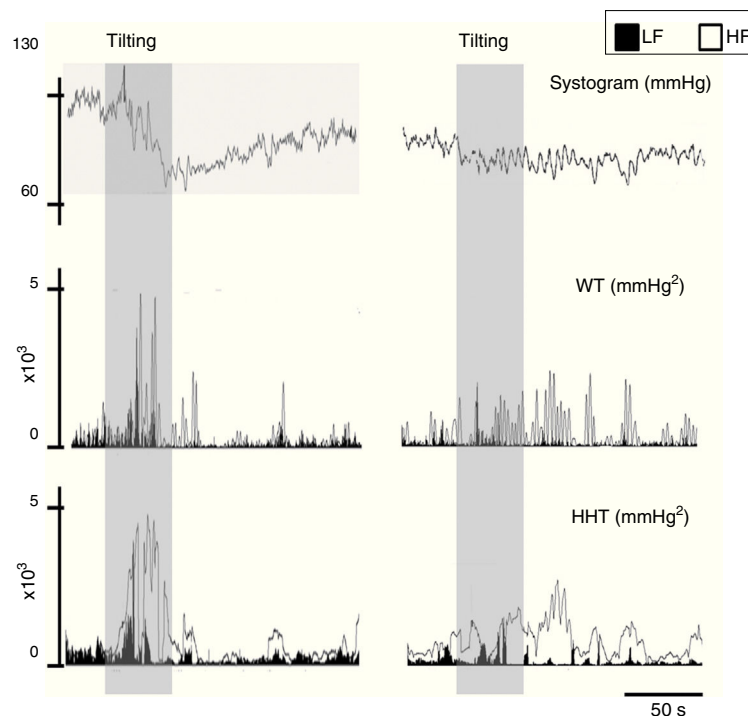 LF HF
130 Tilting Tilting
Systogram (mmHg)
60
5 WT (mmHg²)
x10³
0
5 HHT (mmHg²)
x10³
0
50 s